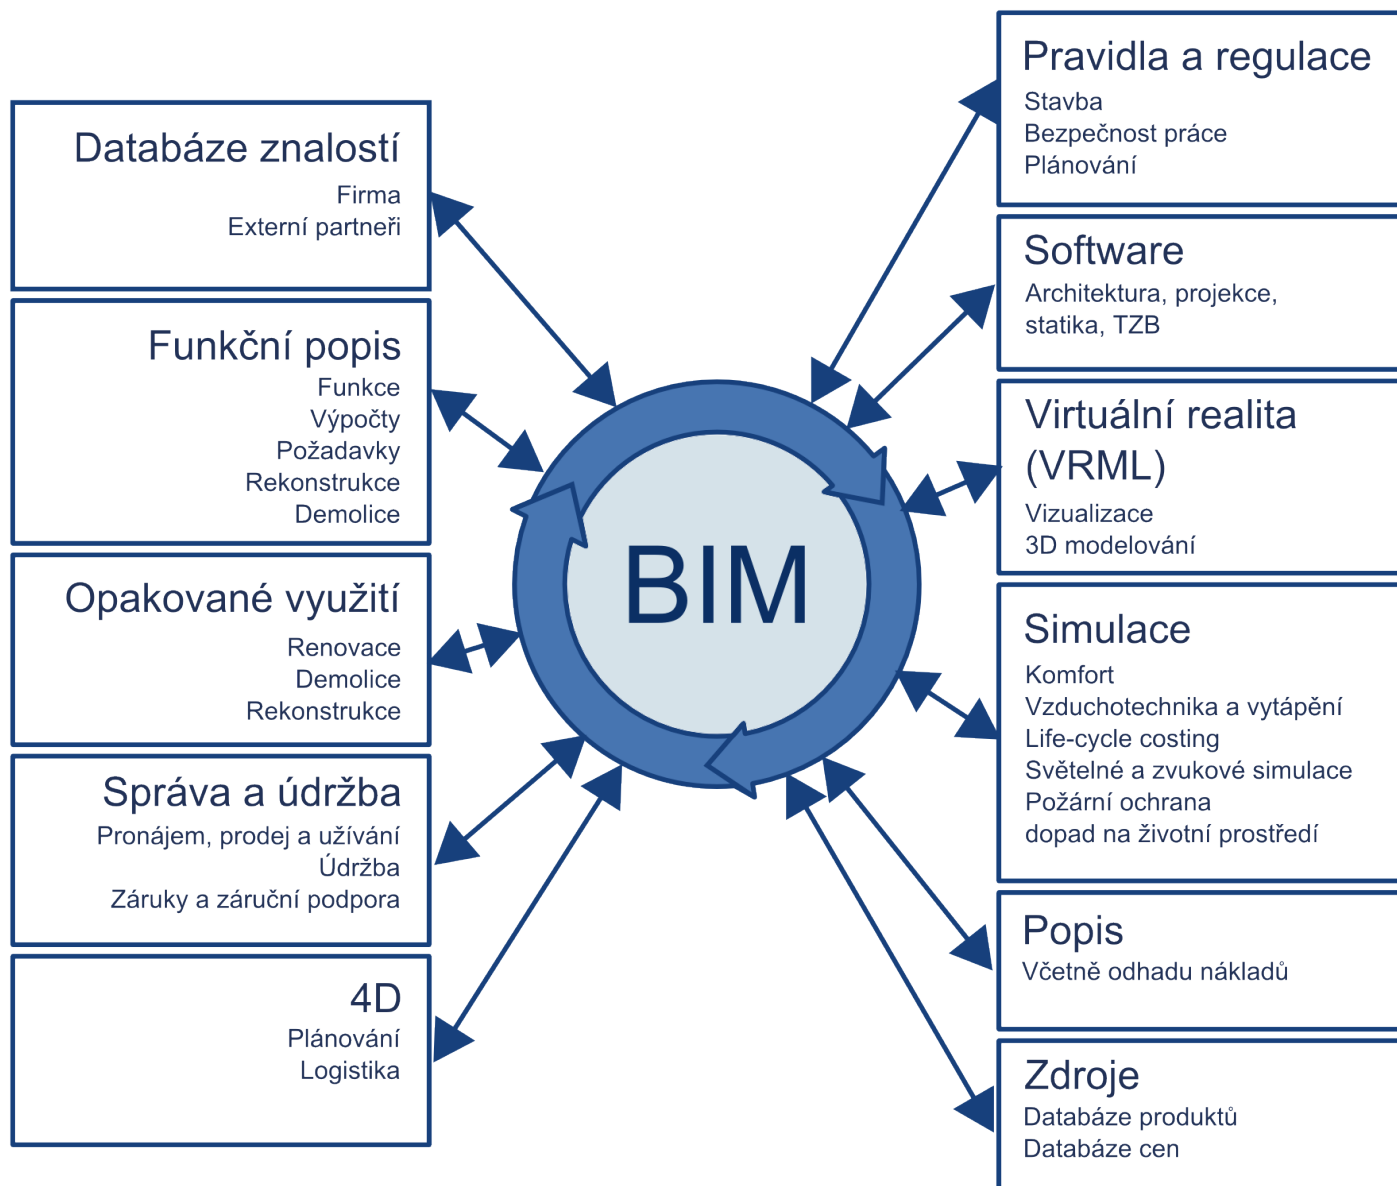 Databáze znalostí
Firma
Externí partneři
Funkční popis
Funkce
Výpočty
Požadavky
Rekonstrukce
Demolice
Opakované využití
Renovace
Demolice
Rekonstrukce
Správa a údržba
Pronájem, prodej a užívání
Údržba
Záruky a záruční podpora
4D
Plánování
Logistika
BIM
Pravidla a regulace
Stavba
Bezpečnost práce
Plánování
Software
Architektura, projekce,
statika, TZB
Virtuální realita
(VRML)
Vizualizace
3D modelování
Simulace
Komfort
Vzduchotechnika a vytápění
Life-cycle costing
Světelné a zvukové simulace
Požární ochrana
dopad na životní prostředí
Popis
Včetně odhadu nákladů
Zdroje
Databáze produktů
Databáze cen